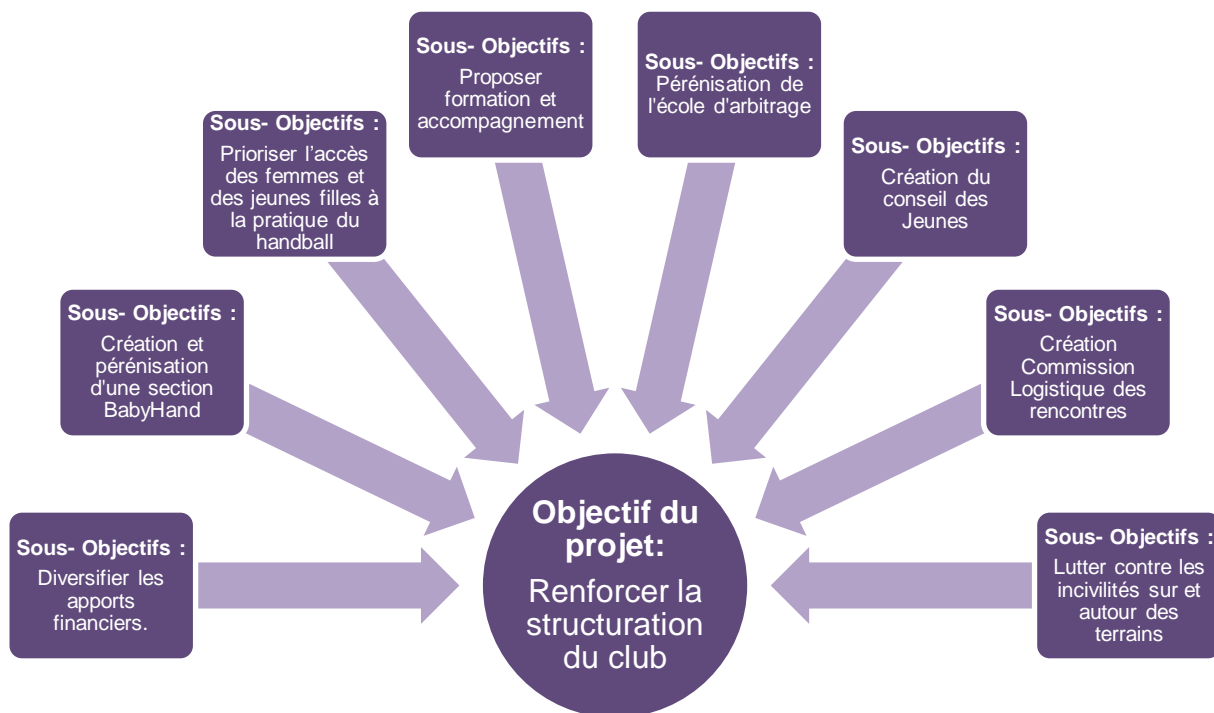 Sous- Objectifs :
Proposer
formation et
accompagnement
Sous- Objectifs :
Pérénisation de
l'école d'arbitrage
Sous- Objectifs :
Prioriser l’accès
des femmes et
des jeunes filles à
la pratique du
handball
Sous- Objectifs :
Création du
conseil des
Jeunes
Sous- Objectifs :
Création et
pérénisation
d'une section
BabyHand
Sous- Objectifs :
Création
Commission
Logistique des
rencontres
Sous- Objectifs :
Diversifier les
apports
financiers.
Objectif du
projet:
Renforcer la
structuration
du club
Sous- Objectifs :
Lutter contre les
incivilités sur et
autour des
terrains